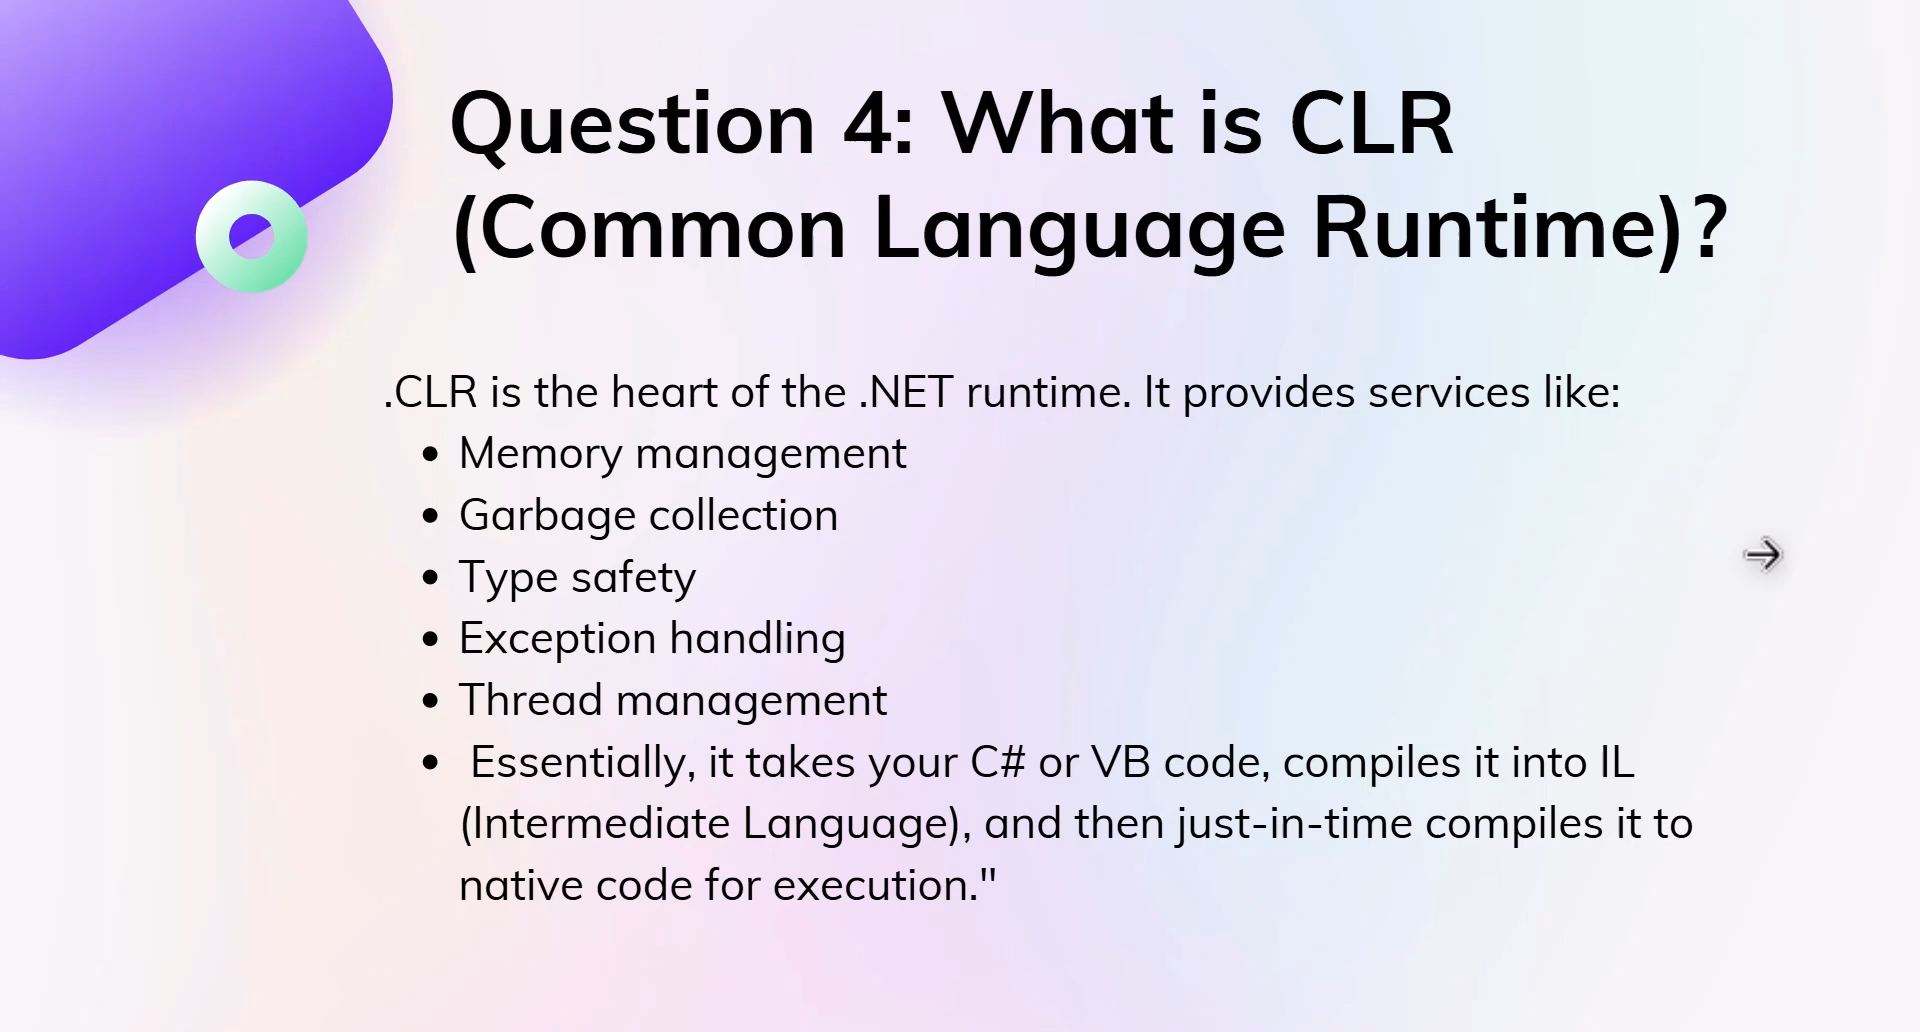 Question 4: What is CLR
(Common Language Runtime)?
.CLR is the heart of the .NET runtime. It provides services like:
• Memory management
• Garbage collection
• Type safety
• Exception handling
• Thread management
• Essentially, it takes your C# or VB code, compiles it into IL
(Intermediate Language), and then just-in-time compiles it to
native code for execution."